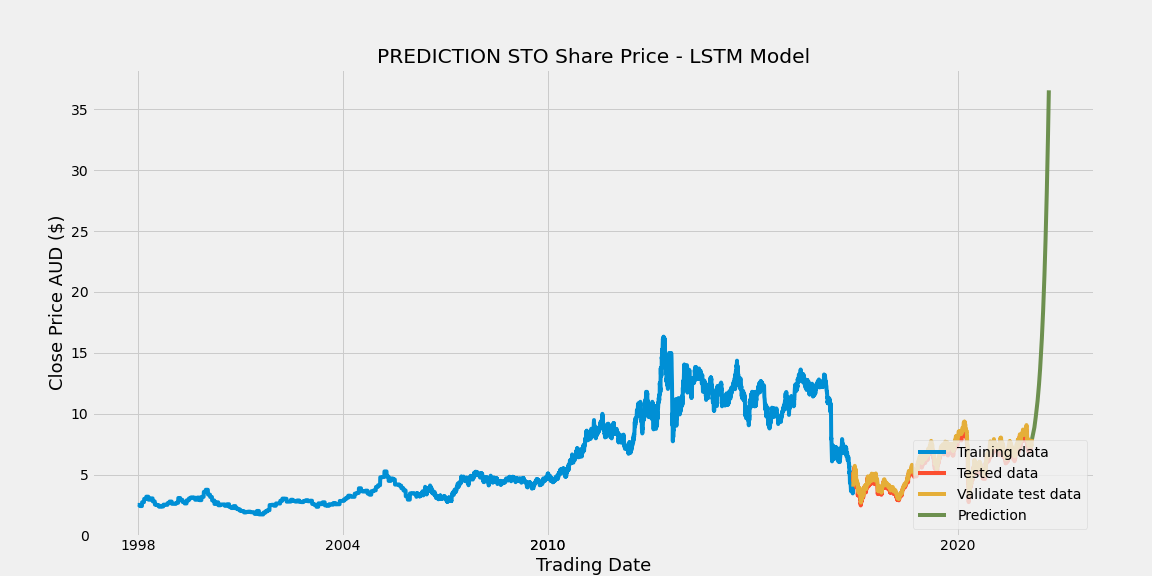 PREDICTION STO Share Price - LSTM Model
Close Price AUD ($)
35
30
25
20
15
10
5
0
1998
2004
2010
2020
Trading Date
Training data
Tested data
Validate test data
Prediction